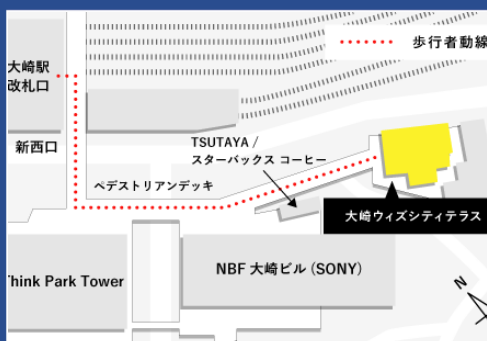 歩行者動線
大崎駅
改札口
新西口
TSUTAYA /
スターバックス コーヒー
ペデストリアンデッキ
大崎ウィズシティテラス
NBF 大崎ビル (SONY)
Think Park Tower
N